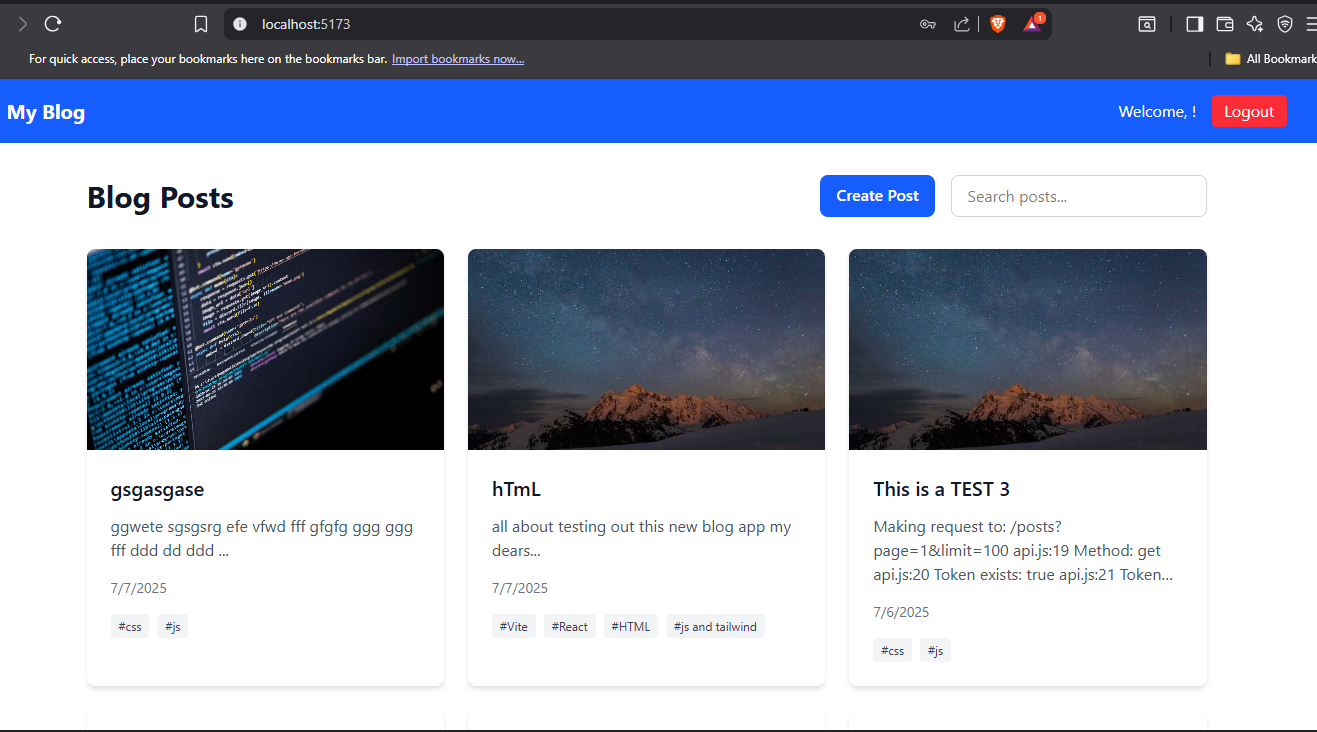 localhost:5173
1
For quick access, place your bookmarks here on the bookmarks bar. Import bookmarks now...
All Bookmark
My Blog
Welcome, !
Logout
Blog Posts
Create Post
Search posts...
gsgasgase
ggwete sgsgsrg efe vfwd fff gfgfg ggg ggg
fff ddd dd ddd ...
7/7/2025
#css
#js
hTmL
all about testing out this new blog app my
dears...
7/7/2025
#Vite
#React
#HTML
#js and tailwind
This is a TEST 3
Making request to: /posts?
page=1&limit=100 api.js:19 Method: get
api.js:20 Token exists: true api.js:21 Token...
7/6/2025
#css
#js